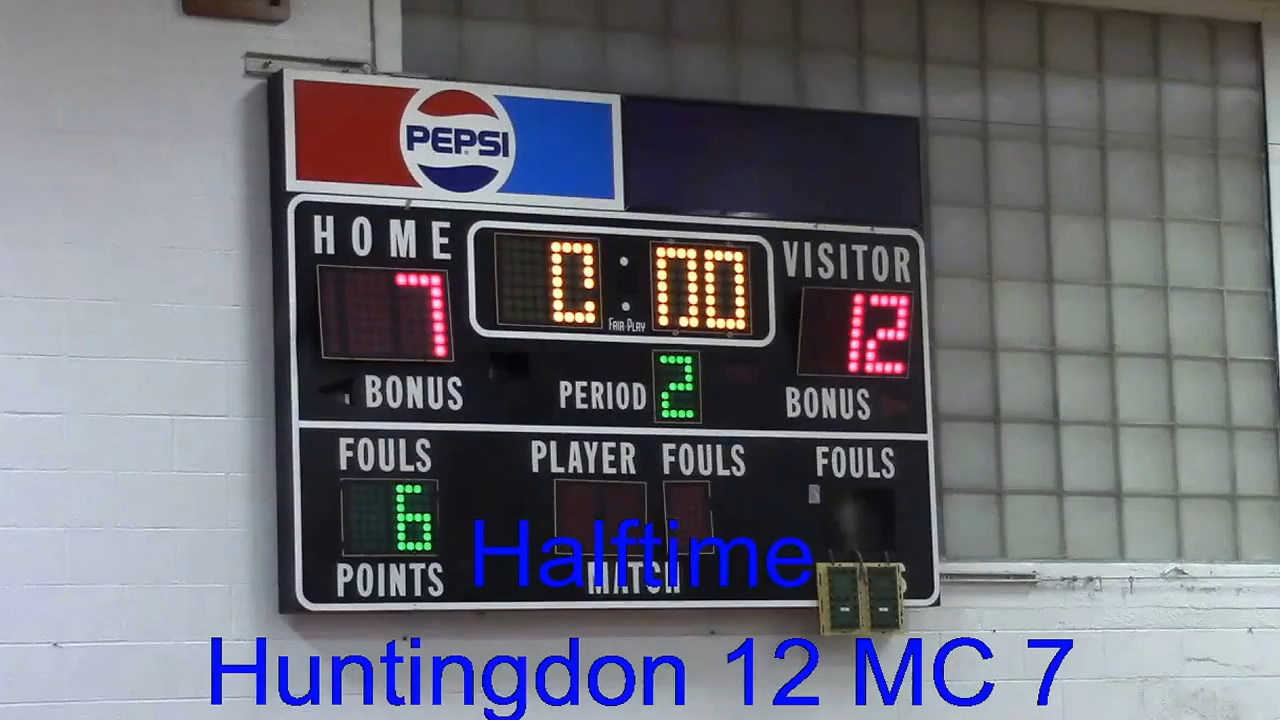 PEPSI
HOME 0:00 VISITOR
7 FAIR PLAY 12
BONUS PERIOD 2 BONUS
FOULS PLAYER FOULS FOULS
6
Halftime
POINTS MATCH
Huntingdon 12 MC 7